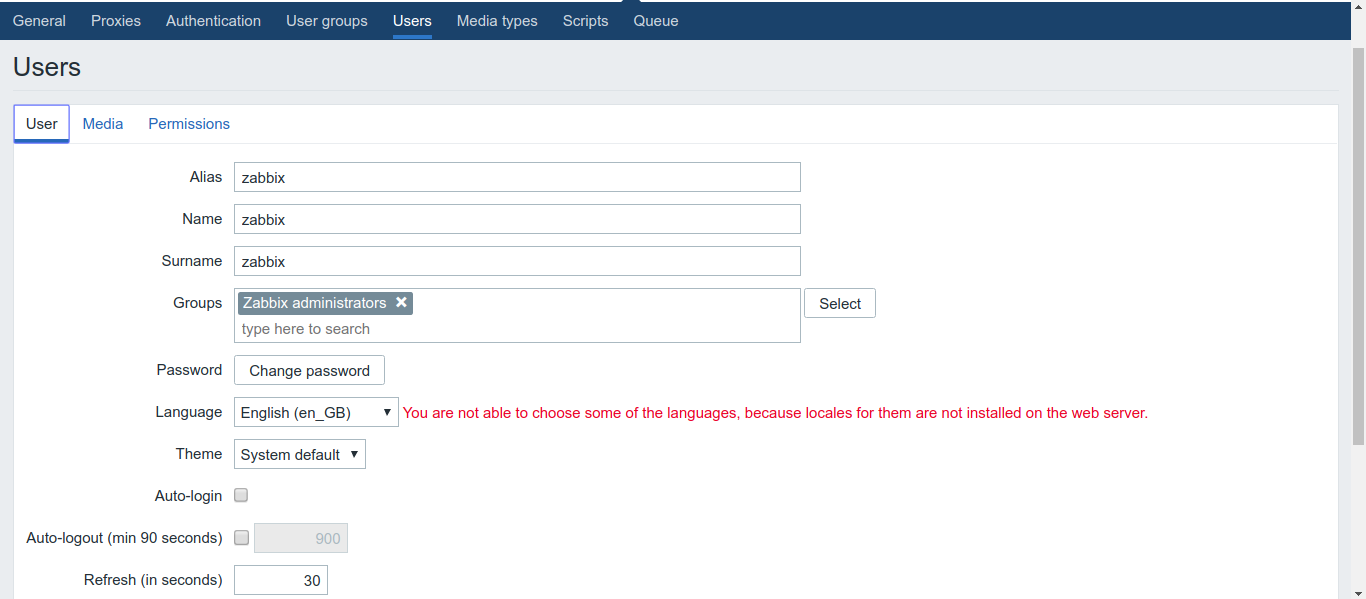 General Proxies Authentication User groups Users Media types Scripts Queue
Users
User Media Permissions
Alias zabbix
Name zabbix
Surname zabbix
Groups Zabbix administrators Select
type here to search
Password Change password
Language English (en_GB) You are not able to choose some of the languages, because locales for them are not installed on the web server.
Theme System default
Auto-login
Auto-logout (min 90 seconds) 900
Refresh (in seconds) 30